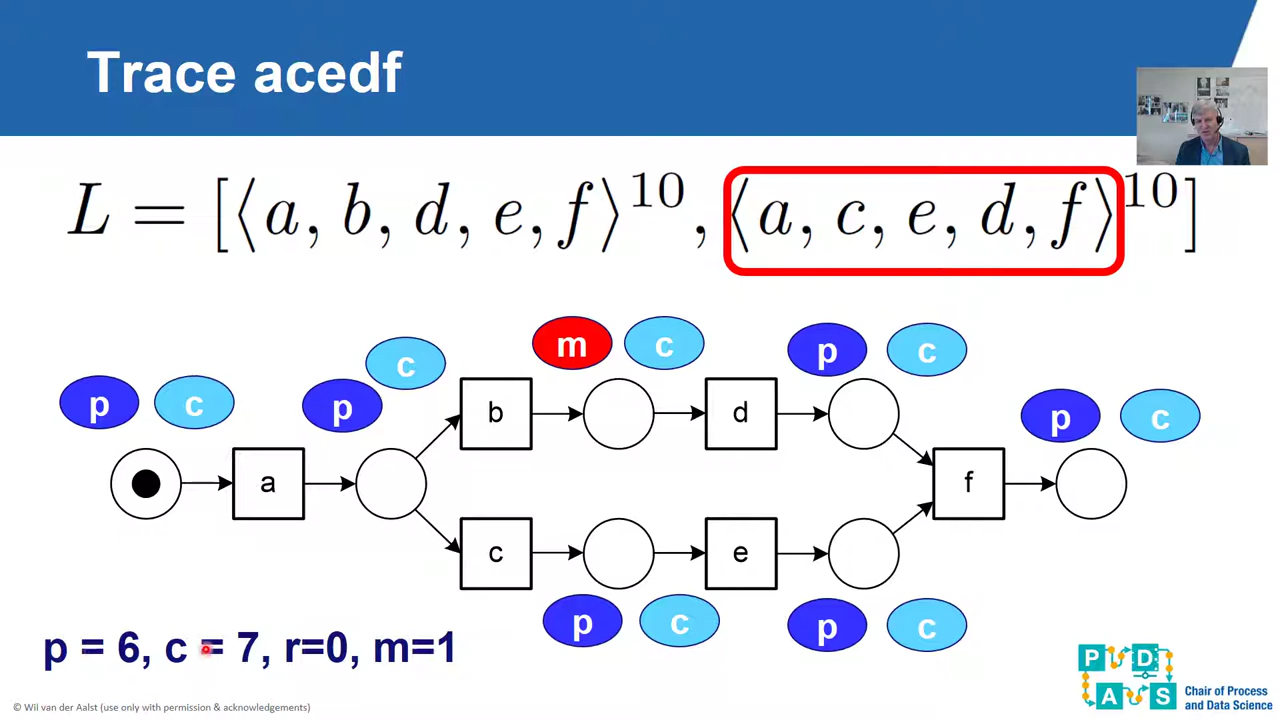 Trace acedf
L = [⟨a, b, d, e, f⟩^10, ⟨a, c, e, d, f⟩^10]
m c p c
c
p c p b d p c
a f
c e
p c p c
p = 6, c = 7, r=0, m=1
P D
A S Chair of Process
and Data Science
© Wil van der Aalst (use only with permission & acknowledgements)